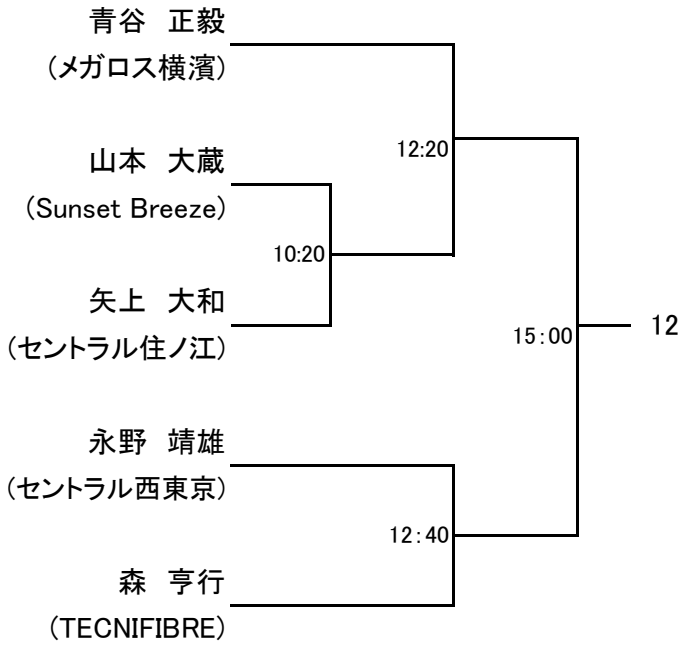 青谷　正毅
(メガロス横濱)
12:20
山本　大蔵
(Sunset Breeze)
10:20
矢上　大和
(セントラル住ノ江)
15:00
12
永野　靖雄
(セントラル西東京)
12:40
森　亨行
(TECNIFIBRE)